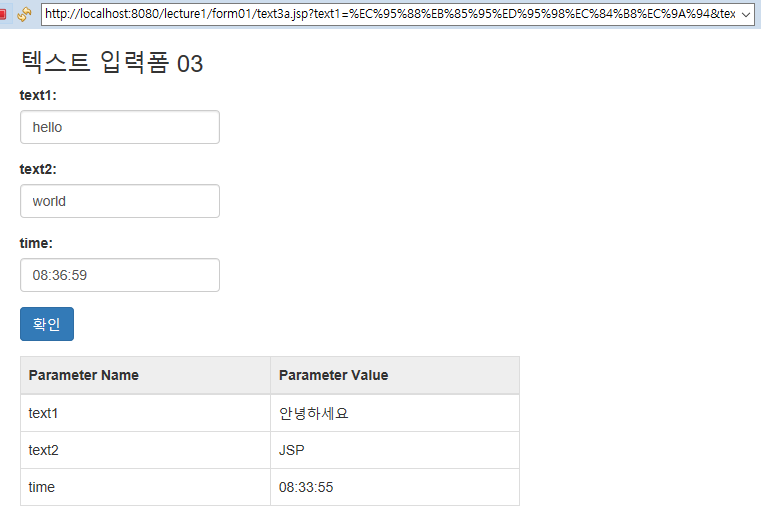 http://localhost:8080/lecture1/form01/text3a.jsp?text1=%EC%95%88%EB%85%95%ED%95%98%EC%84%B8%EC%9A%94&tex
텍스트 입력폼 03
text1:
hello
text2:
world
time:
08:36:59
확인
Parameter Name Parameter Value
text1 안녕하세요
text2 JSP
time 08:33:55